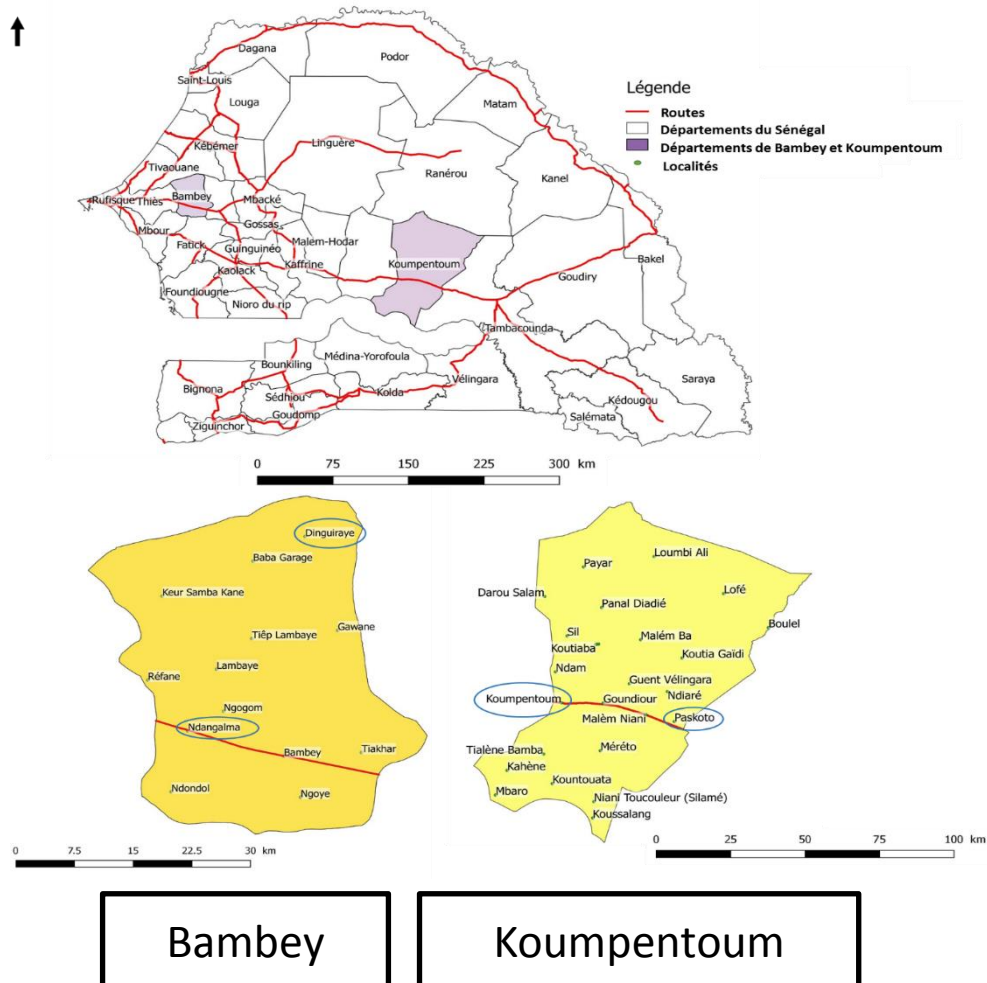 Dagana
Podor
Saint-Louis
Louga
Matam
Légende
Routes
Départements du Sénégal
Départements de Bambey et Koumpentoum
Localités
Kébémer
Linguère
Tivaouane
Ranérou
Kanel
Rufisque
Thiès
Bambey
Mbacké
Mbour
Gossas
Fatick
Guinguinéo
Malem-Hodar
Koumpentoum
Bakel
Kaolack
Kaffrine
Goudiry
Foundiougne
Nioro du rip
Tambacounda
Médina-Yorofoula
Bounkiling
Vélingara
Saraya
Bignona
Sédhiou
Kolda
Kédougou
Goudomp
Salémata
Ziguinchor
0 75 150 225 300 km
Dinguiraye
Baba Garage
Keur Samba Kane
Gawane
Tiêp Lambaye
Lambaye
Réfane
Ngogom
Ndangalma
Bambey
Tiakhar
Ndondol
Ngoye
0 7.5 15 22.5 30 km
Loumbi Ali
Payar
Darou Salam
Lofé
Panal Diadié
Boulel
Sil
Malém Ba
Koutiaba
Koutia Gaïdi
Ndam
Guent Vélingara
Koumpentoum
Ndiaré
Goundiour
Malèm Niani
Paskoto
Tialène Bamba
Méréto
Kahène
Kountouata
Mbaro
Niani Toucouleur (Silamé)
Koussalang
0 25 50 75 100 km
Bambey
Koumpentoum